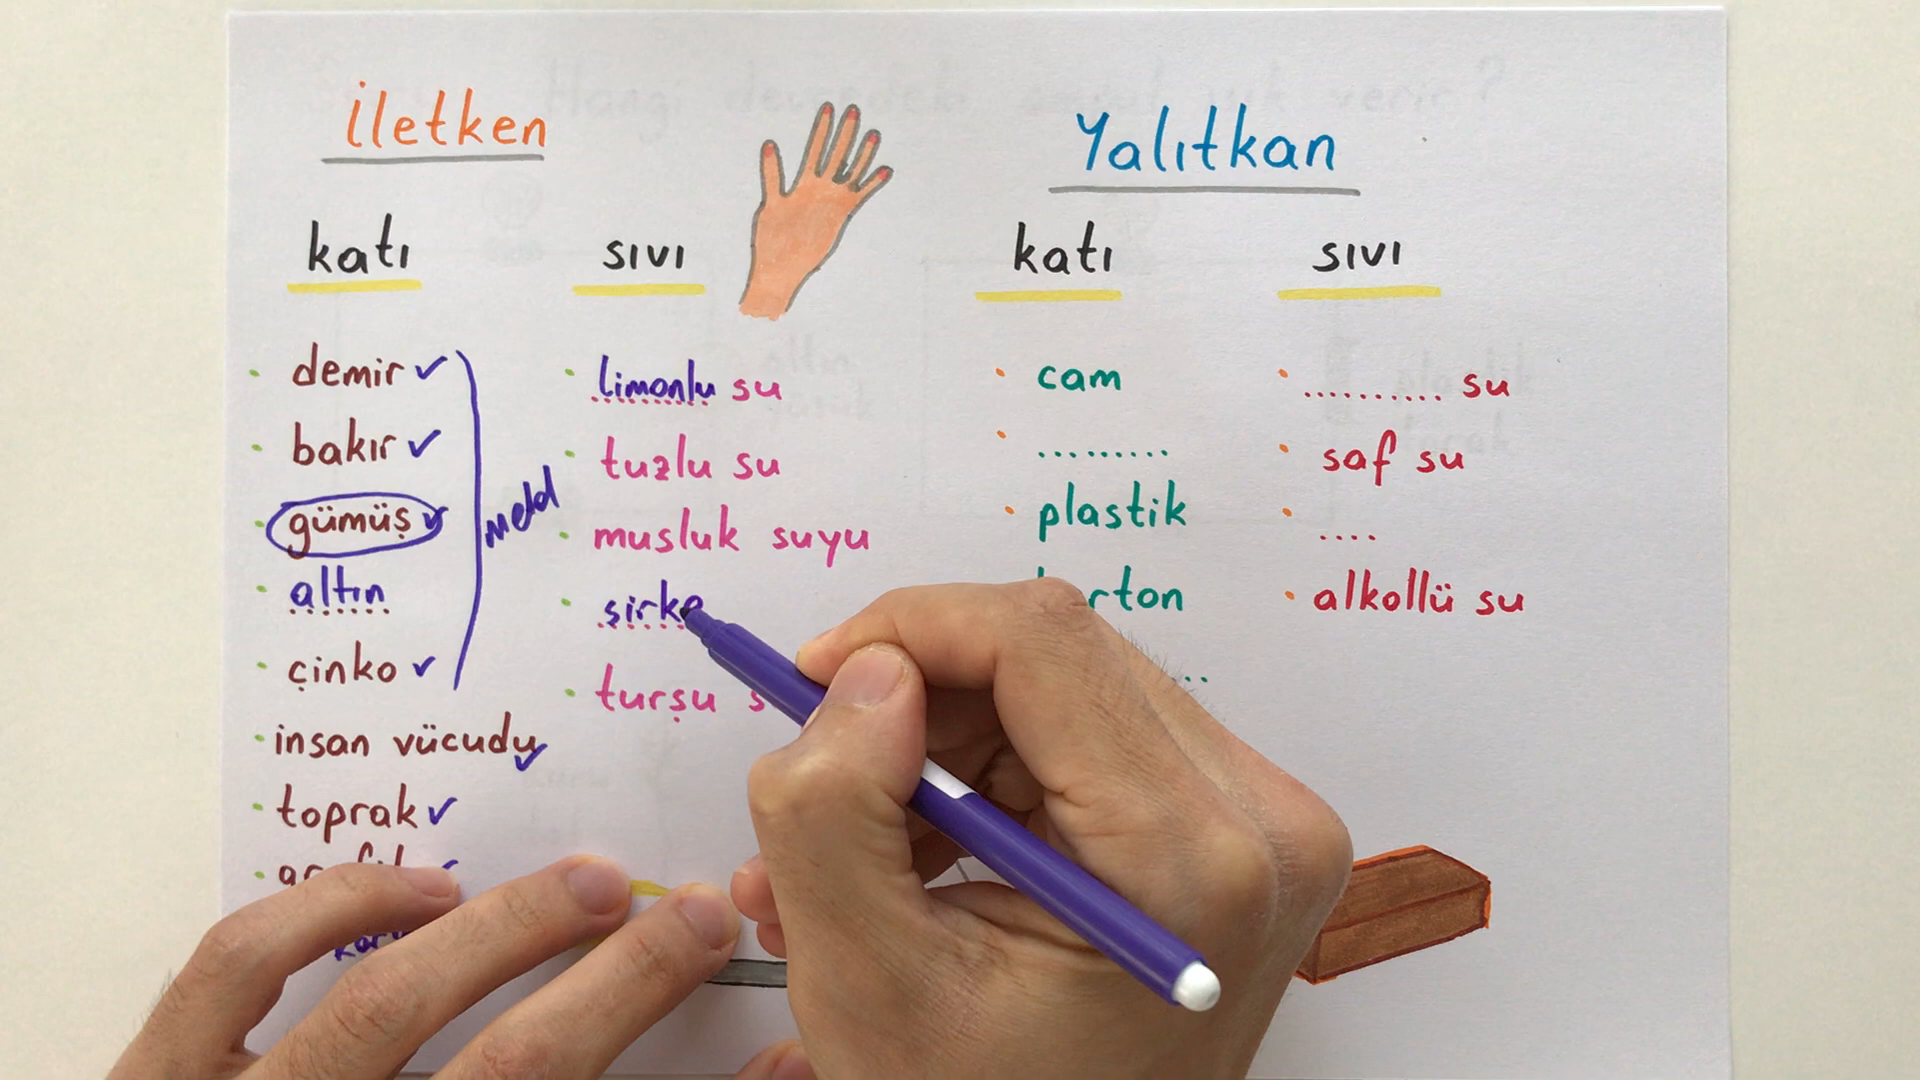 iletken
katı
demir
bakır
gümüş
altın
çinko
insan vücudu
toprak
metal
sıvı
limonlu su
tuzlu su
musluk suyu
sirke
turşu
Yalıtkan
katı
cam
.........
plastik
sıvı
.......... su
saf su
....
alkollü su